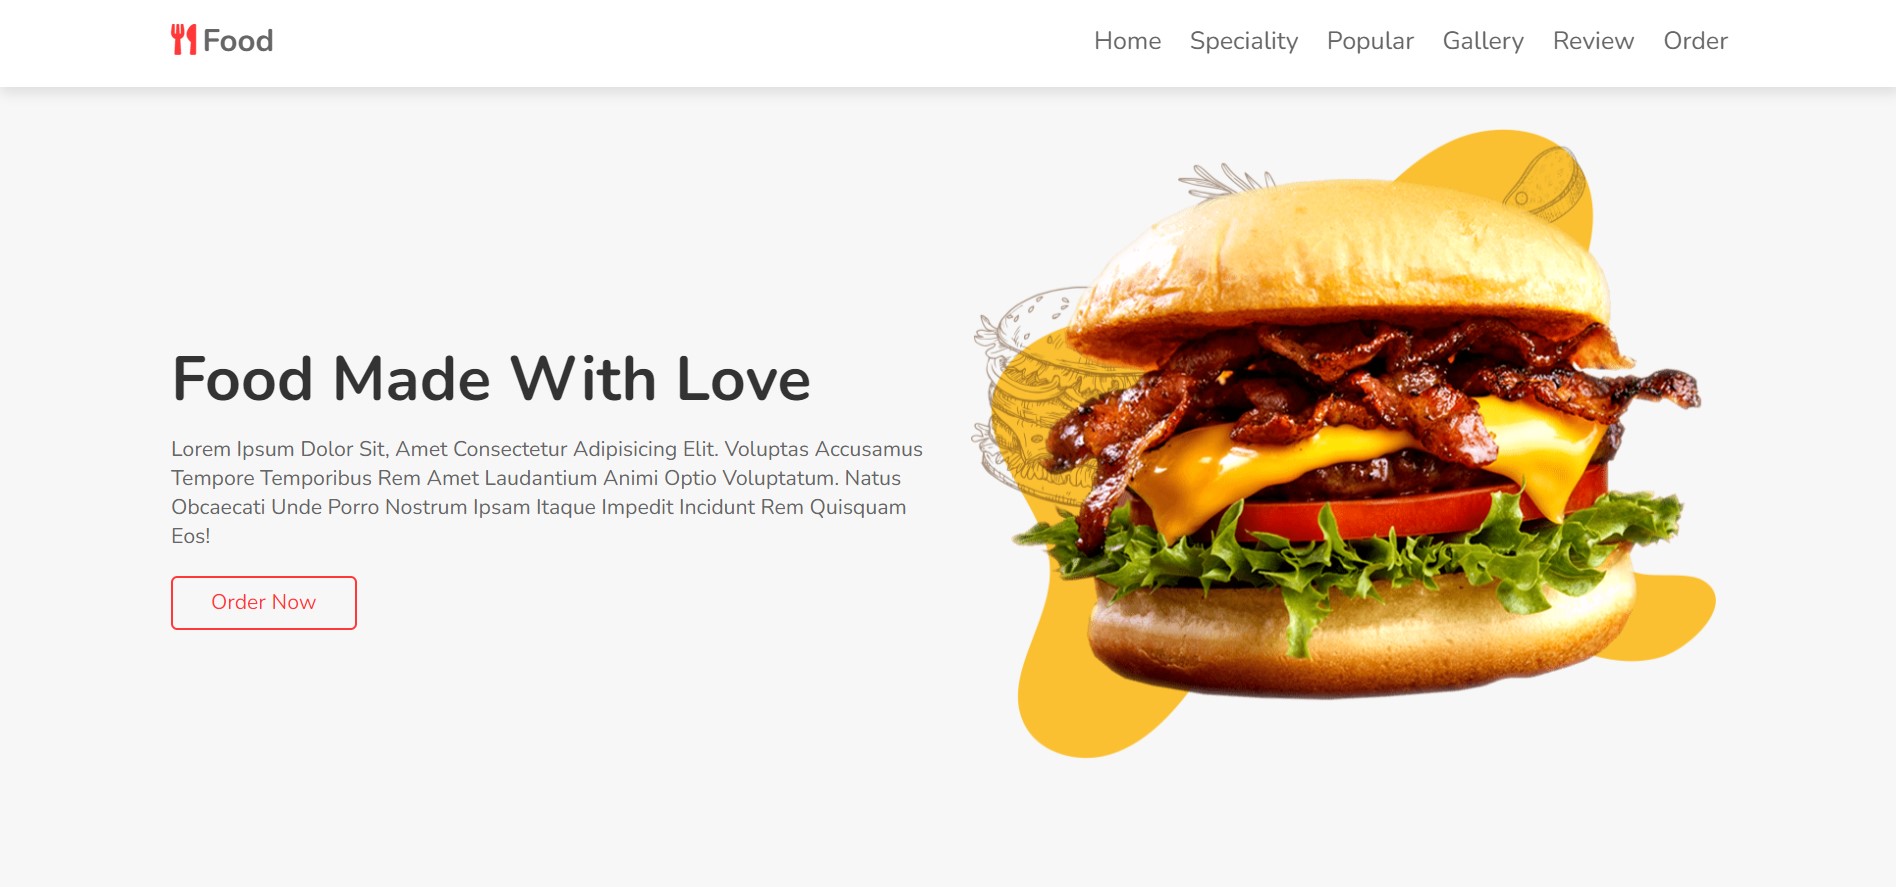 Food
Home Speciality Popular Gallery Review Order
Food Made With Love
Lorem Ipsum Dolor Sit, Amet Consectetur Adipisicing Elit. Voluptas Accusamus
Tempore Temporibus Rem Amet Laudantium Animi Optio Voluptatum. Natus
Obcaecati Unde Porro Nostrum Ipsam Itaque Impedit Incidunt Rem Quisquam
Eos!
Order Now